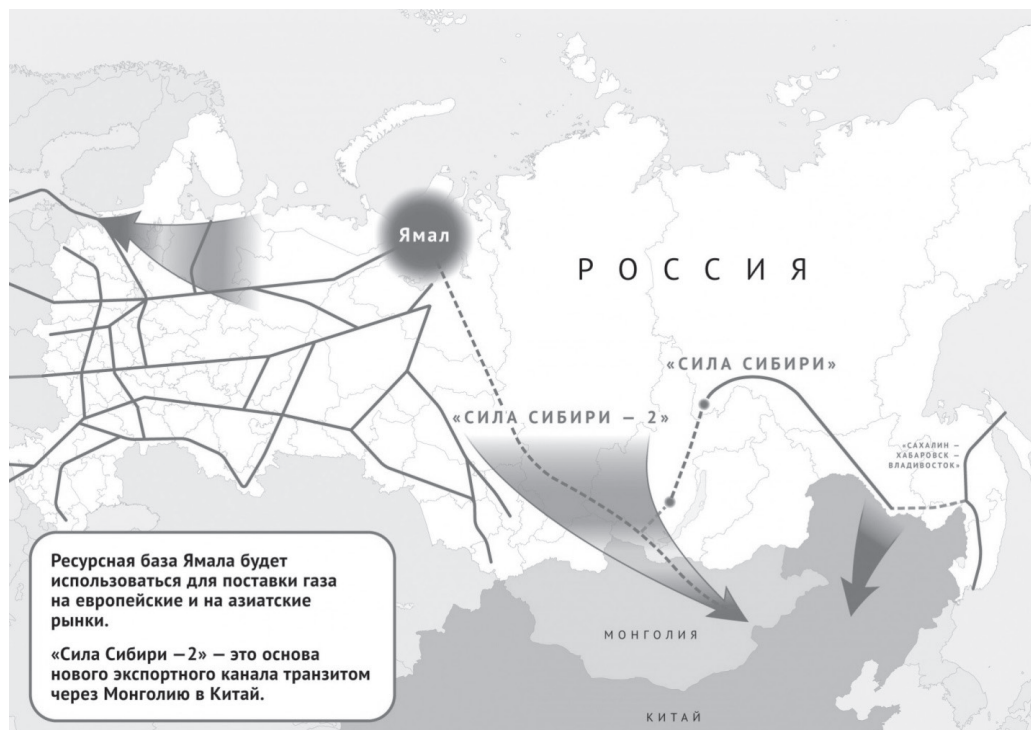 Ямал
РОССИЯ
«СИЛА СИБИРИ»
«СИЛА СИБИРИ — 2»
«САХАЛИН —
ХАБАРОВСК —
ВЛАДИВОСТОК»
Ресурсная база Ямала будет
использоваться для поставки газа
на европейские и на азиатские
рынки.
«Сила Сибири —2» — это основа
нового экспортного канала транзитом
через Монголию в Китай.
МОНГОЛИЯ
КИТАЙ